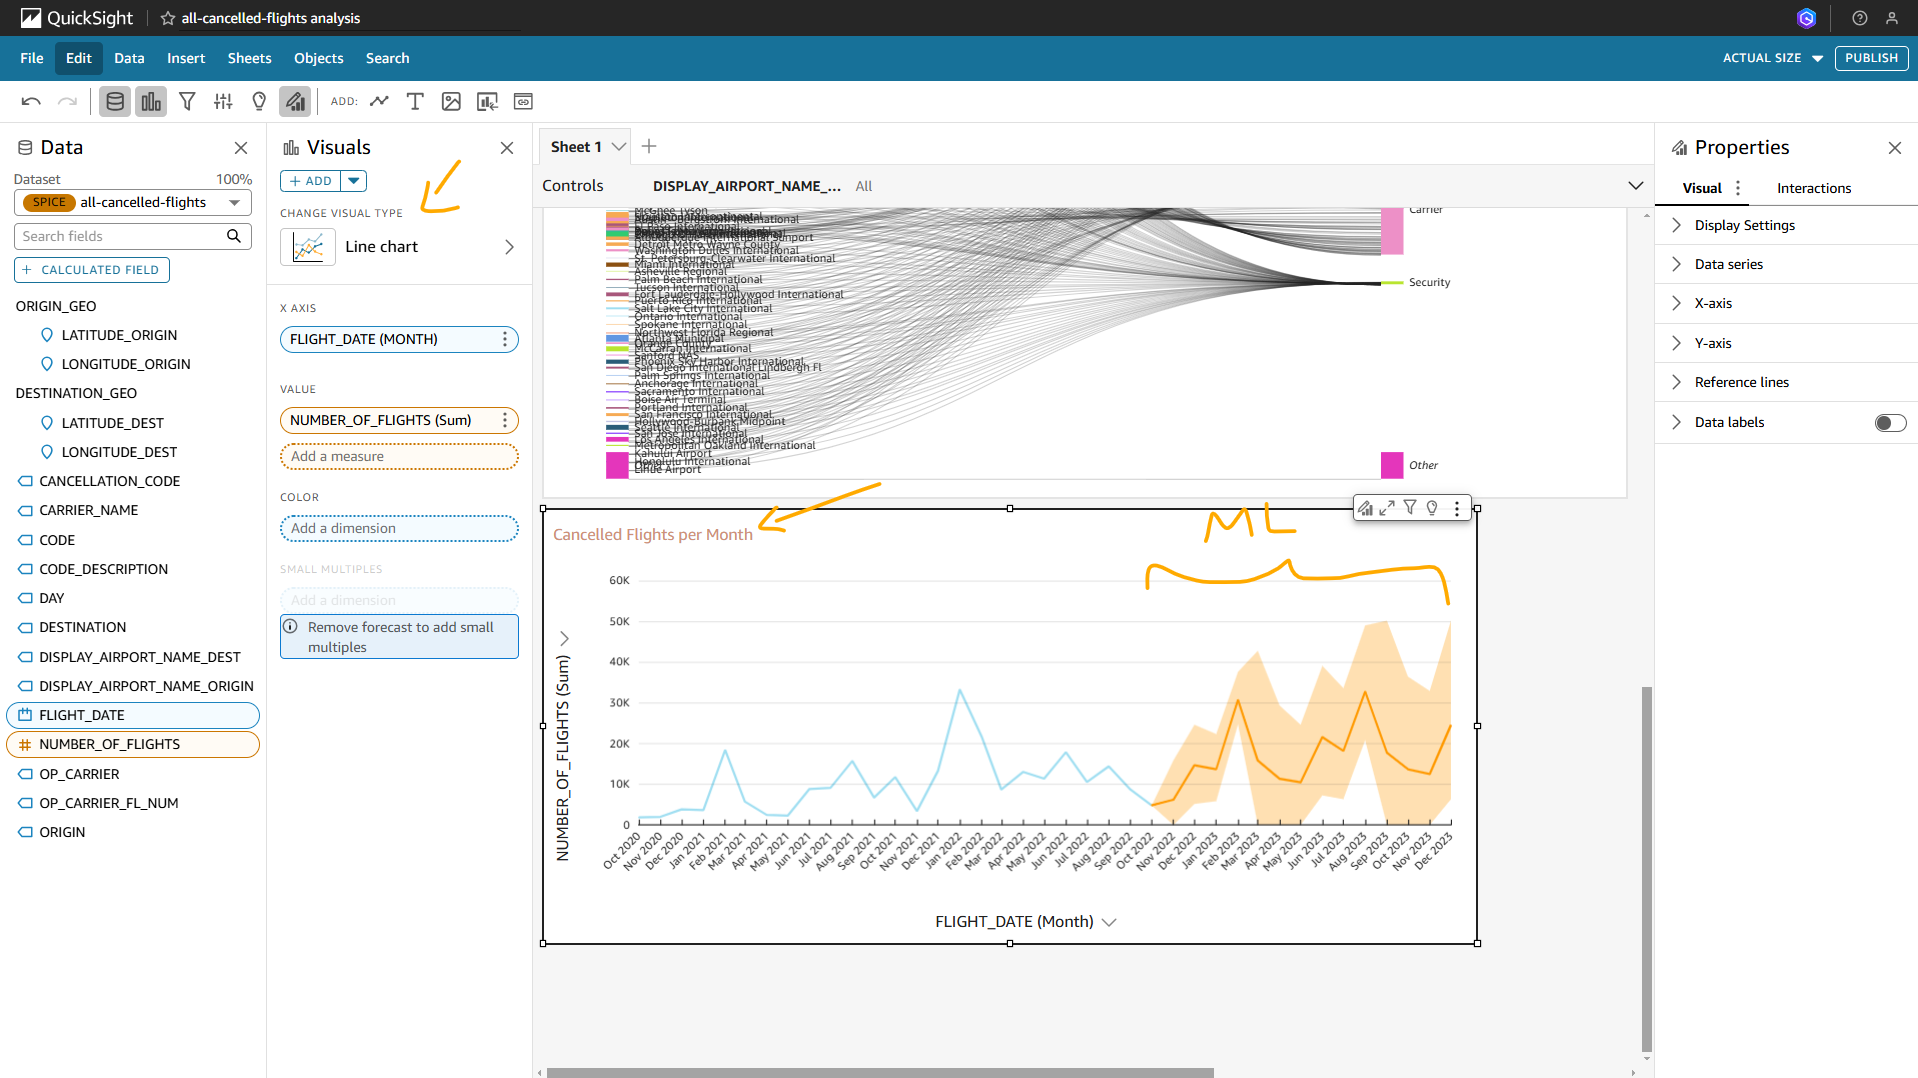 QuickSight
all-cancelled-flights analysis
File Edit Data Insert Sheets Objects Search
ACTUAL SIZE
PUBLISH
ADD:
Data
Dataset 100%
SPICE all-cancelled-flights
Search fields
+ CALCULATED FIELD
ORIGIN_GEO
LATITUDE_ORIGIN
LONGITUDE_ORIGIN
DESTINATION_GEO
LATITUDE_DEST
LONGITUDE_DEST
CANCELLATION_CODE
CARRIER_NAME
CODE
CODE_DESCRIPTION
DAY
DESTINATION
DISPLAY_AIRPORT_NAME_DEST
DISPLAY_AIRPORT_NAME_ORIGIN
FLIGHT_DATE
NUMBER_OF_FLIGHTS
OP_CARRIER
OP_CARRIER_FL_NUM
ORIGIN
Visuals
+ ADD
CHANGE VISUAL TYPE
Line chart
X AXIS
FLIGHT_DATE (MONTH)
VALUE
NUMBER_OF_FLIGHTS (Sum)
Add a measure
COLOR
Add a dimension
SMALL MULTIPLES
Add a dimension
Remove forecast to add small
multiples
Sheet 1
Controls
DISPLAY_AIRPORT_NAME_... All
McGhee Tyson
Detroit Metro Wayne County
Washington Dulles International
St. Petersburg-Clearwater International
Miami International
Asheville Regional
Palm Beach International
Tucson International
Fort Lauderdale-Hollywood International
Puerto Rico International
Salt Lake City International
Ontario International
Spokane International
Northwest Florida Regional
Atlanta Municipal
Orange County
McCarran International
Sanford NAS
Phoenix Sky Harbor International
San Diego International Lindbergh Fl
Palm Springs International
Anchorage International
Sacramento International
Boise Air Terminal
Portland International
San Francisco International
Hollywood-Burbank Midpoint
Seattle International
San Jose International
Los Angeles International
Metropolitan Oakland International
Kahului Airport
Honolulu International
Lihue Airport
Carrier
Security
Other
Cancelled Flights per Month
ML
NUMBER_OF_FLIGHTS (Sum)
60K
50K
40K
30K
20K
10K
0
Oct 2020 Nov 2020 Dec 2020 Jan 2021 Feb 2021 Mar 2021 Apr 2021 May 2021 Jun 2021 Jul 2021 Aug 2021 Sep 2021 Oct 2021 Nov 2021 Dec 2021 Jan 2022 Feb 2022 Mar 2022 Apr 2022 May 2022 Jun 2022 Jul 2022 Aug 2022 Sep 2022 Oct 2022 Nov 2022 Dec 2022 Jan 2023 Feb 2023 Mar 2023 Apr 2023 May 2023 Jun 2023 Jul 2023 Aug 2023 Sep 2023 Oct 2023 Nov 2023 Dec 2023
FLIGHT_DATE (Month)
Properties
Visual
Interactions
Display Settings
Data series
X-axis
Y-axis
Reference lines
Data labels